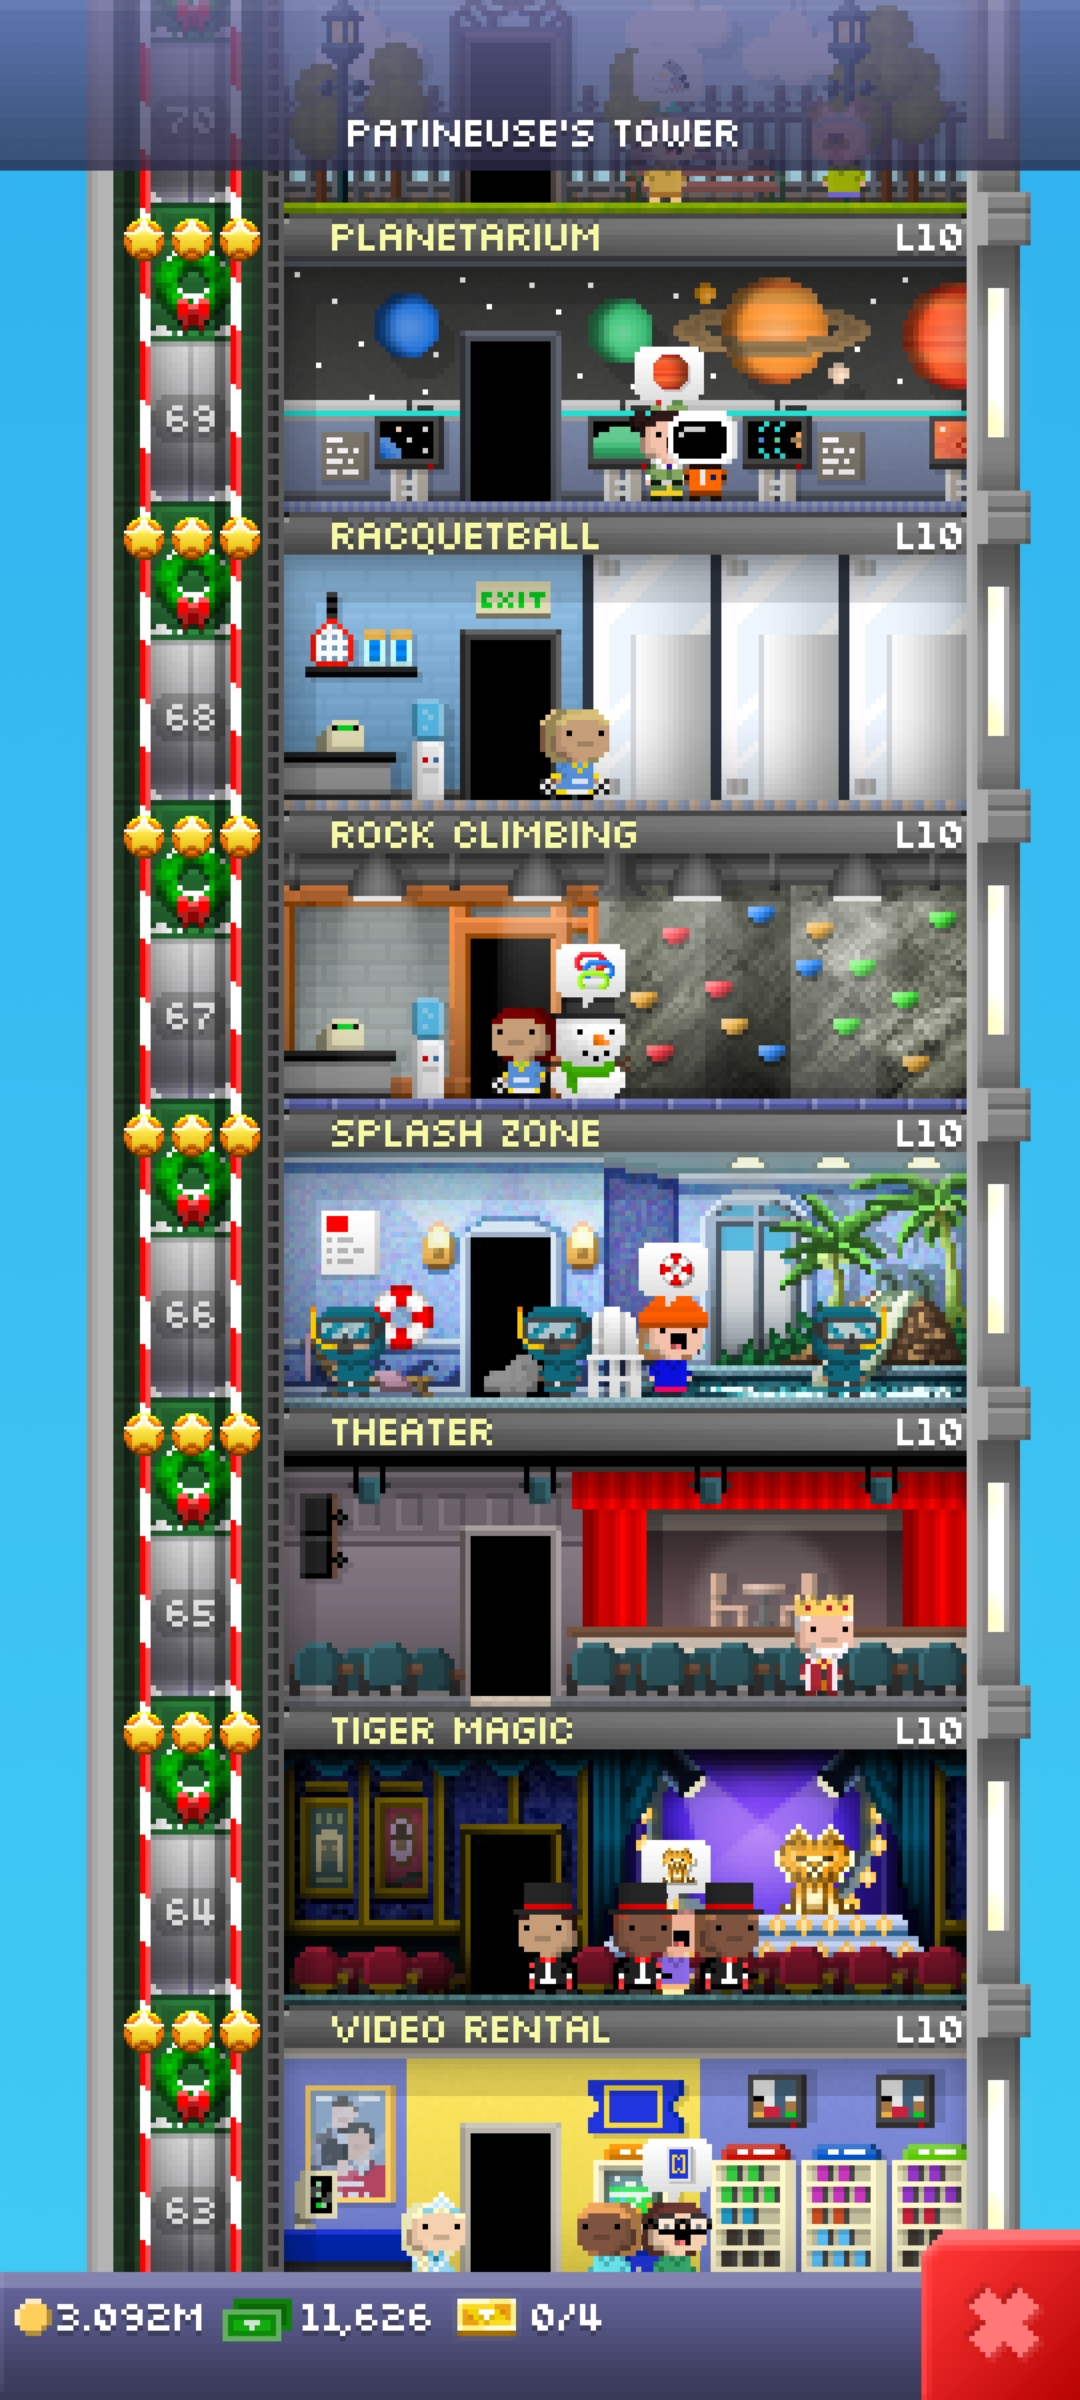 70
PATINEUSE'S TOWER
PLANETARIUM L10
69
RACQUETBALL L10
EXIT
68
ROCK CLIMBING L10
67
SPLASH ZONE L10
66
THEATER L10
65
TIGER MAGIC L10
64
VIDEO RENTAL L10
63
3.092M 11,626 0/4